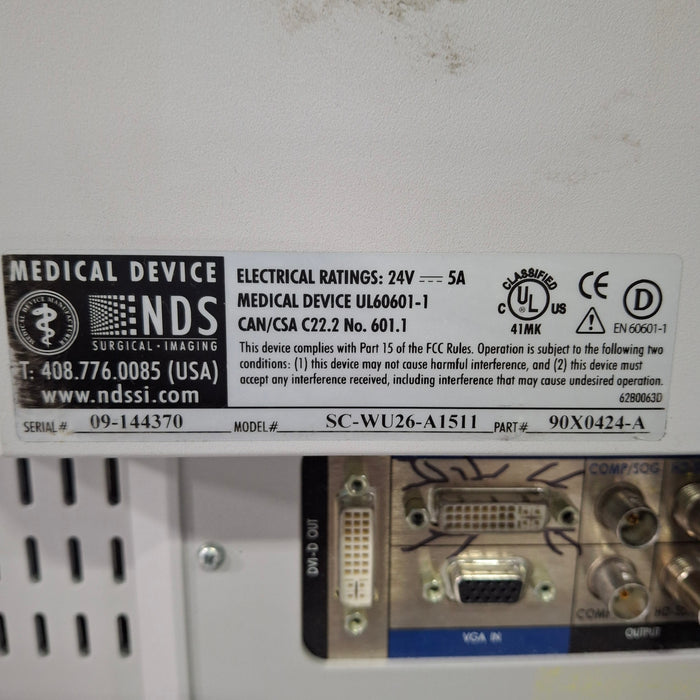 MEDICAL DEVICE
MEDICAL DEVICE MANUFACTURER
NDS
SURGICAL · IMAGING
T: 408.776.0085 (USA)
www.ndssi.com
ELECTRICAL RATINGS: 24V 5A
MEDICAL DEVICE UL60601-1
CAN/CSA C22.2 No. 601.1
CLASSIFIED
C UL US
41MK
CE
D
EN 60601-1
This device complies with Part 15 of the FCC Rules. Operation is subject to the following two
conditions: (1) this device may not cause harmful interference, and (2) this device must
accept any interference received, including interference that may cause undesired operation.
62B0063D
SERIAL# 09-144370 MODEL# SC-WU26-A1511 PART# 90X0424-A
DVI-D OUT
COMP/SOG
VGA IN
OUTPUT